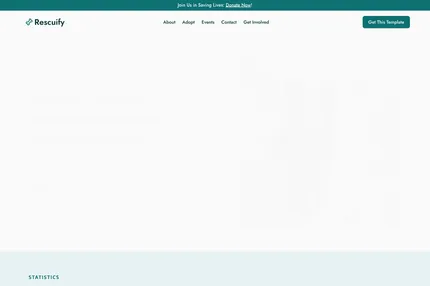 Join Us in Saving Lives: Donate Now!
Rescuify
About Adopt Events Contact Get Involved
Get This Template
STATISTICS